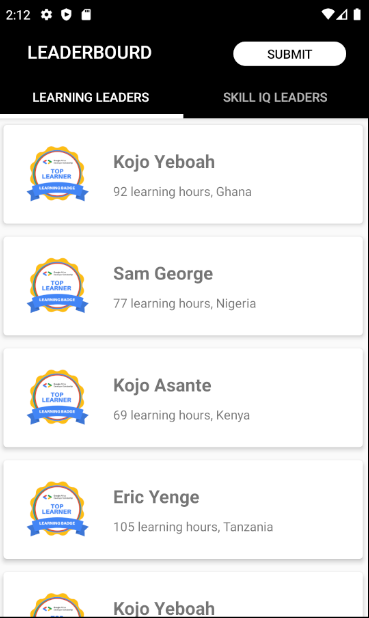 2:12
LEADERBOURD
SUBMIT
LEARNING LEADERS
SKILL IQ LEADERS
TOP
LEARNER
LEARNING BADGE
Kojo Yeboah
92 learning hours, Ghana
TOP
LEARNER
LEARNING BADGE
Sam George
77 learning hours, Nigeria
TOP
LEARNER
LEARNING BADGE
Kojo Asante
69 learning hours, Kenya
TOP
LEARNER
LEARNING BADGE
Eric Yenge
105 learning hours, Tanzania
TOP
Kojo Yeboah